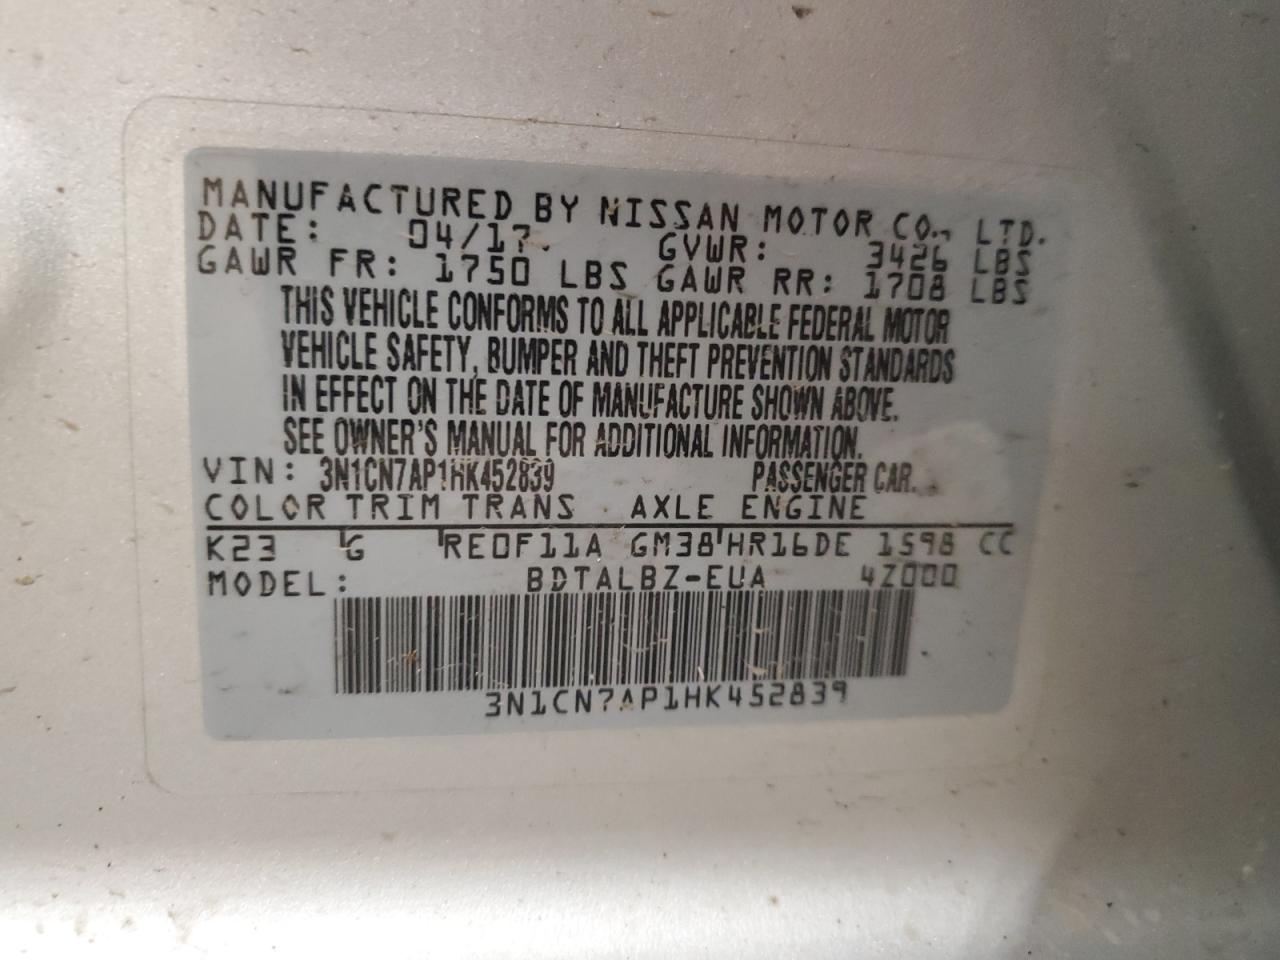 MANUFACTURED BY NISSAN MOTOR CO., LTD.
DATE: 04/17. GVWR: 3426 LBS
GAWR FR: 1750 LBS GAWR RR: 1708 LBS
THIS VEHICLE CONFORMS TO ALL APPLICABLE FEDERAL MOTOR
VEHICLE SAFETY, BUMPER AND THEFT PREVENTION STANDARDS
IN EFFECT ON THE DATE OF MANUFACTURE SHOWN ABOVE.
SEE OWNER'S MANUAL FOR ADDITIONAL INFORMATION.
VIN: 3N1CN7AP1HK452839 PASSENGER CAR.
COLOR TRIM TRANS AXLE ENGINE
K23 G RE0F11A GM38 HR16DE 1598 CC
MODEL: BDTALBZ-EUA 4Z000
3N1CN7AP1HK452839